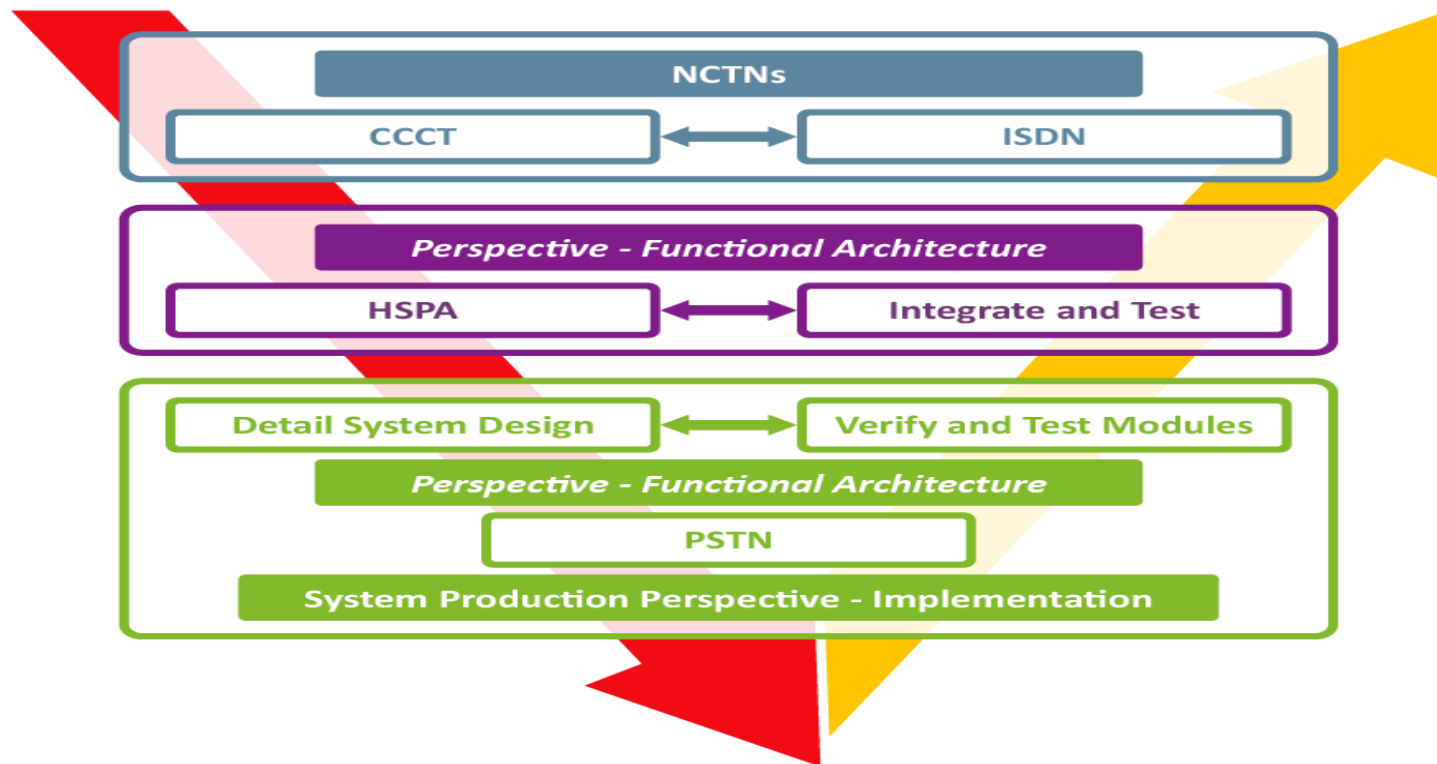 NCTNs
CCCT
ISDN
Perspective - Functional Architecture
HSPA
Integrate and Test
Detail System Design
Verify and Test Modules
Perspective - Functional Architecture
PSTN
System Production Perspective - Implementation